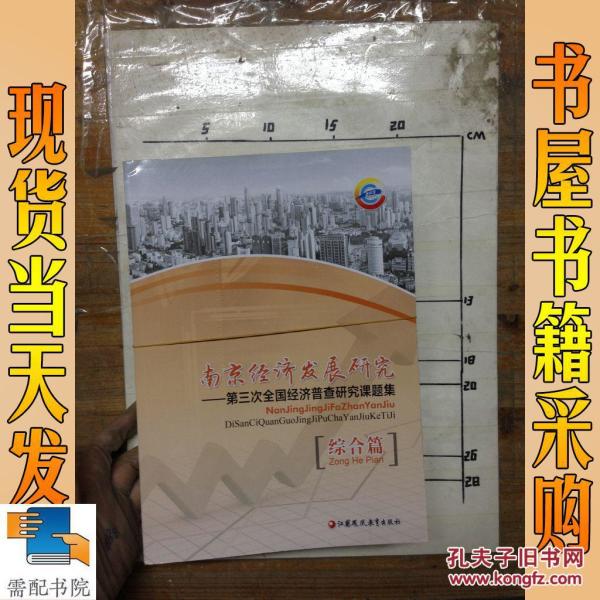 现货当天发
书屋书籍采购
5 10 15 20 CM
13
18
20
26
28
南京经济发展研究
——第三次全国经济普查研究课题集
NanJingJingJiFaZhanYanJiu
DiSanCiQuanGuoJingJiPuChaYanJiuKeTiJi
[综合篇]
Zong He Pian
江苏凤凰教育出版社
需配书院
孔夫子旧书网
www.kongfz.com